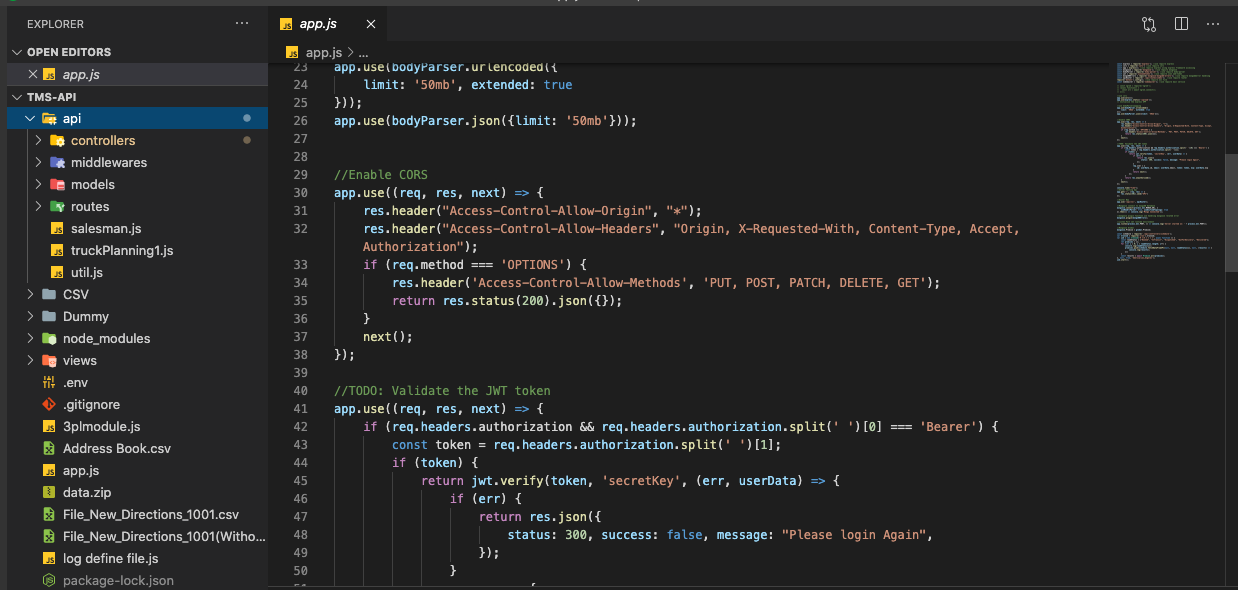 EXPLORER
OPEN EDITORS
app.js
TMS-API
api
controllers
middlewares
models
routes
salesman.js
truckPlanning1.js
util.js
CSV
Dummy
node_modules
views
.env
.gitignore
3plmodule.js
Address Book.csv
app.js
data.zip
File_New_Directions_1001.csv
File_New_Directions_1001(Witho...
log define file.js
package-lock.json
app.js
app.js > ...
23 app.use(bodyParser.urlencoded({
24 limit: '50mb', extended: true
25 }));
26 app.use(bodyParser.json({limit: '50mb'}));
27
28
29 //Enable CORS
30 app.use((req, res, next) => {
31 res.header("Access-Control-Allow-Origin", "*");
32 res.header("Access-Control-Allow-Headers", "Origin, X-Requested-With, Content-Type, Accept,
Authorization");
33 if (req.method === 'OPTIONS') {
34 res.header('Access-Control-Allow-Methods', 'PUT, POST, PATCH, DELETE, GET');
35 return res.status(200).json({});
36 }
37 next();
38 });
39
40 //TODO: Validate the JWT token
41 app.use((req, res, next) => {
42 if (req.headers.authorization && req.headers.authorization.split(' ')[0] === 'Bearer') {
43 const token = req.headers.authorization.split(' ')[1];
44 if (token) {
45 return jwt.verify(token, 'secretKey', (err, userData) => {
46 if (err) {
47 return res.json({
48 status: 300, success: false, message: "Please login Again",
49 });
50 }